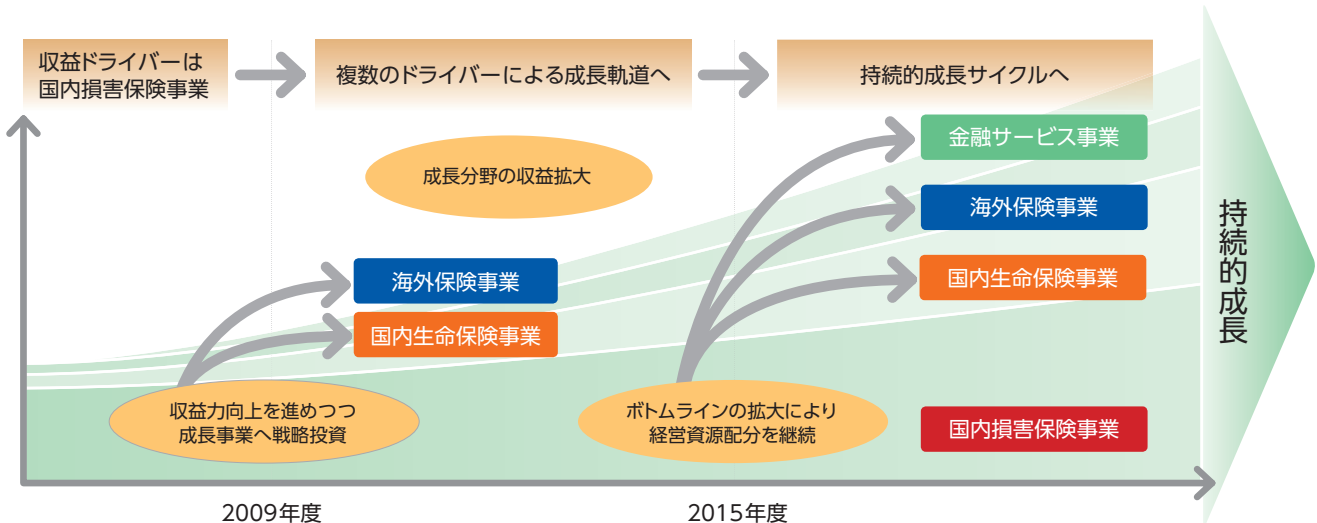 収益ドライバーは
国内損害保険事業
複数のドライバーによる成長軌道へ
持続的成長サイクルへ
成長分野の収益拡大
金融サービス事業
海外保険事業
国内生命保険事業
海外保険事業
国内生命保険事業
収益力向上を進めつつ
成長事業へ戦略投資
ボトムラインの拡大により
経営資源配分を継続
国内損害保険事業
持続的成長
2009年度
2015年度